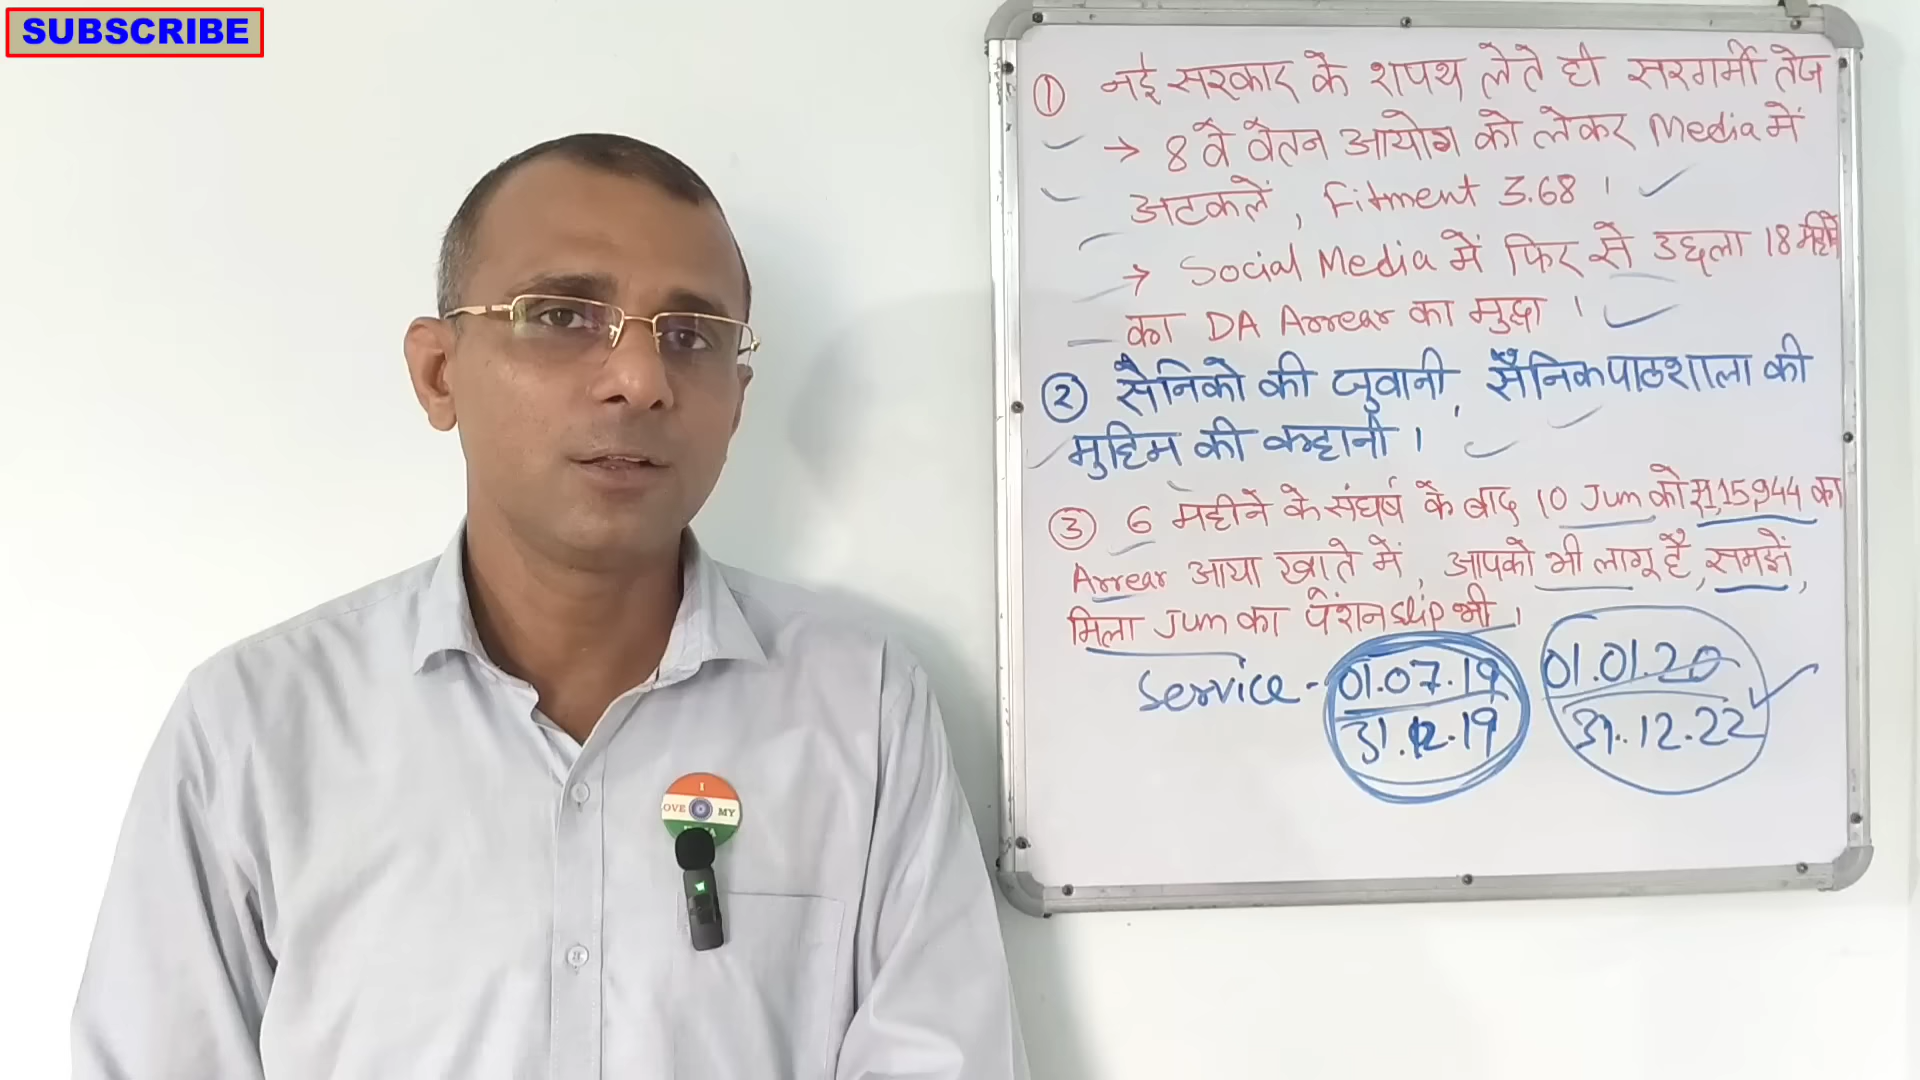 SUBSCRIBE
① नई सरकार के शपथ लेते ही सरगर्मी तेज
→ 8 वे वेतन आयोग को लेकर Media में
अटकलें, Fitment 3.68 ।
→ Social Media में फिर से उछला 18 महीने
का DA Arrear का मुद्दा ।
② सैनिको की जुवानी, सैनिक पाठशाला की
मुहिम की कहानी ।
③ 6 महीने के संघर्ष के बाद 10 Jun को रु 15,944 का
Arrear आया खाते में, आपको भी लागू है, समझें,
मिला Jun का पेंशन slip भी ।
Service - 01.07.19 01.01.20
31.12.19 31.12.22
I
OVE MY